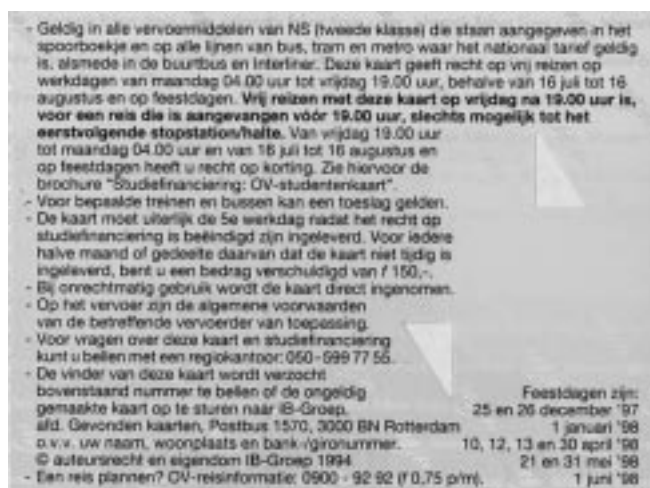 - Geldig in alle vervoermiddelen van NS (tweede klasse) die staan aangegeven in het
spoorboekje en op alle lijnen van bus, tram en metro waar het nationaal tarief geldig
is, alsmede in de buurtbus en Interliner. Deze kaart geeft recht op vrij reizen op
werkdagen van maandag 04.00 uur tot vrijdag 19.00 uur, behalve van 16 juli tot 16
augustus en op feestdagen. Vrij reizen met deze kaart op vrijdag na 19.00 uur is,
voor een reis die is aangevangen vóór 19.00 uur, slechts mogelijk tot het
eerstvolgende stopstation/halte. Van vrijdag 19.00 uur
tot maandag 04.00 uur en van 16 juli tot 16 augustus en
op feestdagen heeft u recht op korting. Zie hiervoor de
brochure "Studiefinanciering: OV-studentenkaart".
- Voor bepaalde treinen en bussen kan een toeslag gelden.
- De kaart moet uiterlijk de 5e werkdag nadat het recht op
studiefinanciering is beëindigd zijn ingeleverd. Voor iedere
halve maand of gedeelte daarvan dat de kaart niet tijdig is
ingeleverd, bent u een bedrag verschuldigd van f 150,-.
- Bij onrechtmatig gebruik wordt de kaart direct ingenomen.
- Op het vervoer zijn de algemene voorwaarden
van de betreffende vervoerder van toepassing.
- Voor vragen over deze kaart en studiefinanciering
kunt u bellen met een regiokantoor: 050 - 599 77 55.
- De vinder van deze kaart wordt verzocht
bovenstaand nummer te bellen of de ongeldig
gemaakte kaart op te sturen naar IB-Groep,
afd. Gevonden kaarten, Postbus 1570, 3000 BN Rotterdam
o.v.v. uw naam, woonplaats en bank-/gironummer.
© auteursrecht en eigendom IB-Groep 1994
- Een reis plannen? OV-reisinformatie: 0900 - 92 92 (f 0,75 p/m).
Feestdagen zijn:
25 en 26 december '97
1 januari '98
10, 12, 13 en 30 april '98
21 en 31 mei '98
1 juni '98